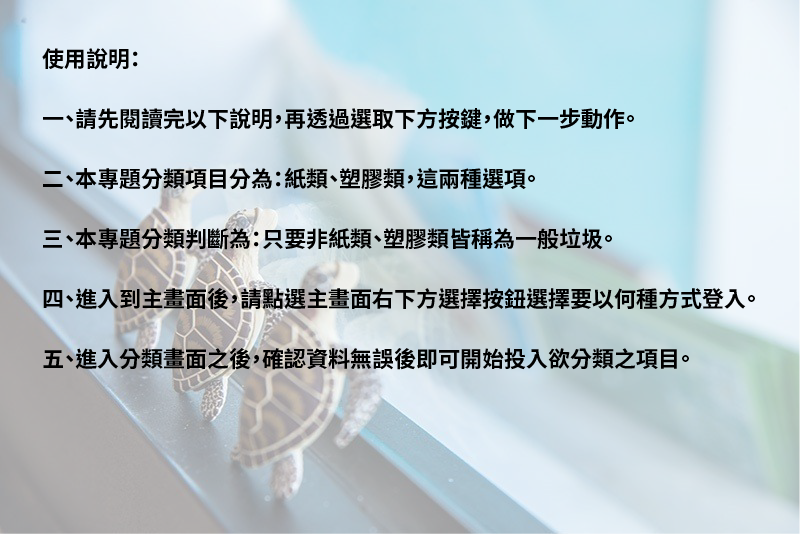 使用說明：
一、請先閱讀完以下說明，再透過選取下方按鍵，做下一步動作。
二、本專題分類項目分為：紙類、塑膠類，這兩種選項。
三、本專題分類判斷為：只要非紙類、塑膠類皆稱為一般垃圾。
四、進入到主畫面後，請點選主畫面右下方選擇按鈕選擇要以何種方式登入。
五、進入分類畫面之後，確認資料無誤後即可開始投入欲分類之項目。